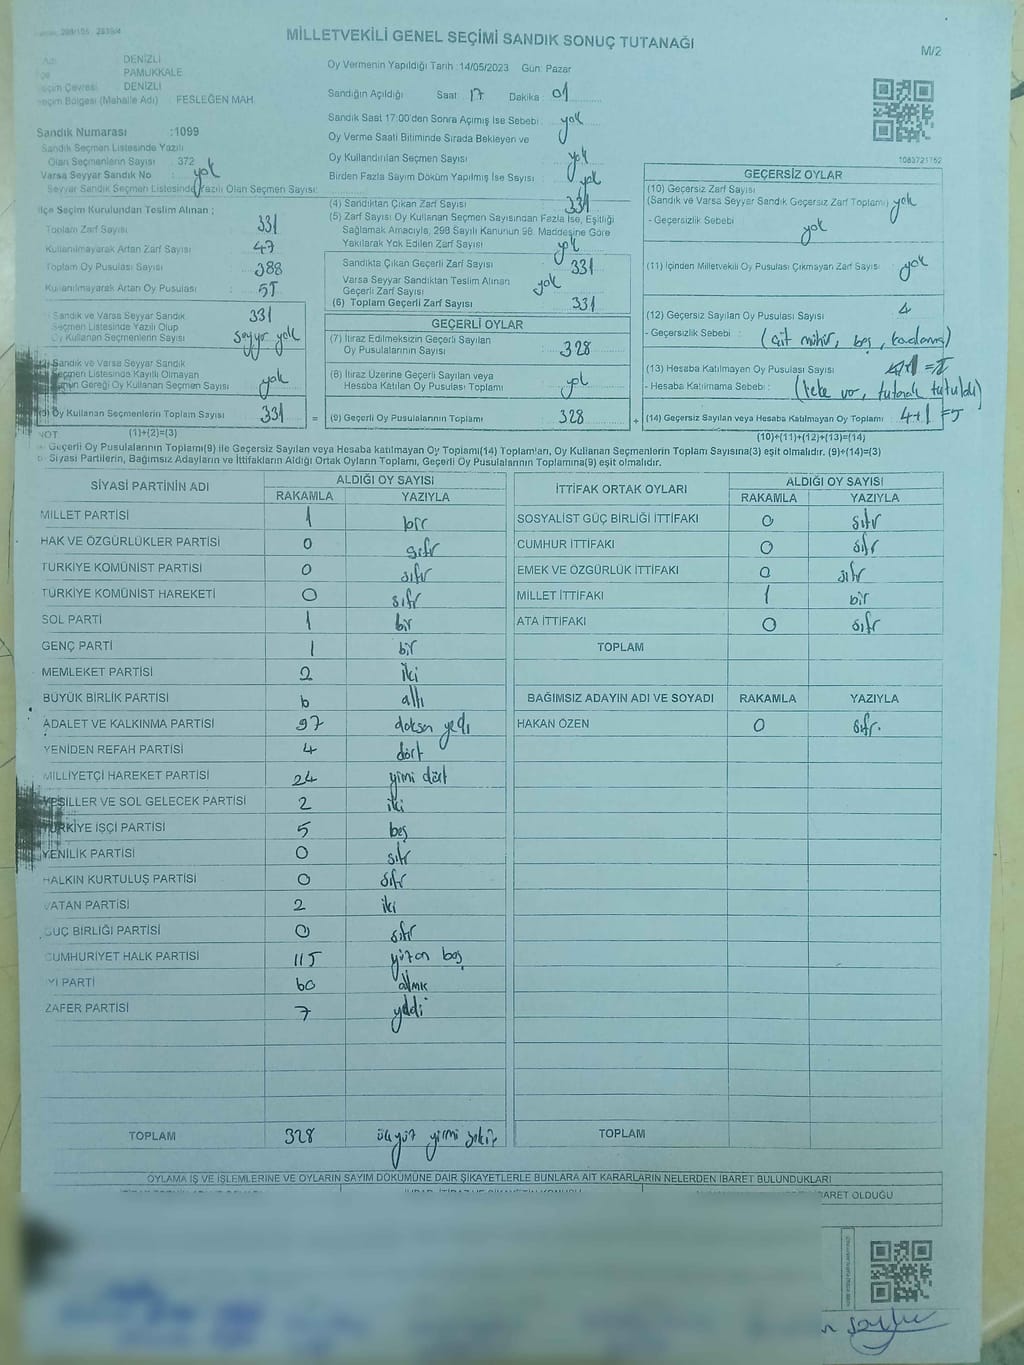 MİLLETVEKİLİ GENEL SEÇİMİ SANDIK SONUÇ TUTANAĞI
M/2
DENİZLİ
PAMUKKALE
DENİZLİ
Seçim Bölgesi (Mahalle Adı) : FESLEĞEN MAH.
Sandık Numarası :1099
Sandık Seçmen Listesinde Yazılı
Olan Seçmenlerin Sayısı : 372
Varsa Seyyar Sandık No yok
Seyyar Sandık Seçmen Listesinde Yazılı Olan Seçmen Sayısı:
Oy Vermenin Yapıldığı Tarih :14/05/2023 Gün: Pazar
Sandığın Açıldığı Saat : 17 Dakika : 01
Sandık Saat 17:00'den Sonra Açımış İse Sebebi : yok
Oy Verme Saati Bitiminde Sırada Bekleyen ve
Oy Kullandırılan Seçmen Sayısı yok
Birden Fazla Sayım Döküm Yapılmış İse Sayısı : yok
1083721752
İlçe Seçim Kurulundan Teslim Alınan :
Toplam Zarf Sayısı 331
Kullanılmayarak Artan Zarf Sayısı 47
Toplam Oy Pusulası Sayısı 388
Kullanılmayarak Artan Oy Pusulası : 55
Sandık ve Varsa Seyyar Sandık
Seçmen Listesinde Yazılı Olup
Oy Kullanan Seçmenlerin Sayısı 331 seyyar yok
Sandık ve Varsa Seyyar Sandık
Seçmen Listesinde Kayıtlı Olmayan
Gereği Oy Kullanan Seçmen Sayısı yok
(3) Oy Kullanan Seçmenlerin Toplam Sayısı 331
(1)+(2)=(3)
(4) Sandıktan Çıkan Zarf Sayısı 331
(5) Zarf Sayısı Oy Kullanan Seçmen Sayısından Fazla İse, Eşitliği
Sağlamak Amacıyla, 298 Sayılı Kanunun 98. Maddesine Göre
Yakılarak Yok Edilen Zarf Sayısı yok
Sandıkta Çıkan Geçerli Zarf Sayısı 331
Varsa Seyyar Sandıktan Teslim Alınan
Geçerli Zarf Sayısı yok
(6) Toplam Geçerli Zarf Sayısı 331
GEÇERLİ OYLAR
(7) İtiraz Edilmeksizin Geçerli Sayılan
Oy Pusulalarının Sayısı : 328
(8) İtiraz Üzerine Geçerli Sayılan veya
Hesaba Katılan Oy Pusulası Toplamı yok
= (9) Geçerli Oy Pusulalarının Toplamı 328
GEÇERSİZ OYLAR
(10) Geçersiz Zarf Sayısı
(Sandık ve Varsa Seyyar Sandık Geçersiz Zarf Toplamı) yok
- Geçersizlik Sebebi yok
(11) İçinden Milletvekili Oy Pusulası Çıkmayan Zarf Sayısı yok
(12) Geçersiz Sayılan Oy Pusulası Sayısı 4
- Geçersizlik Sebebi : (çift mühür, boş,
(13) Hesaba Katılmayan Oy Pusulası Sayısı
- Hesaba Katılmama Sebebi : tutanak tutuldu)
+ (14) Geçersiz Sayılan veya Hesaba Katılmayan Oy Toplamı 4+1=5
(10)+(11)+(12)+(13)=(14)
NOT
Geçerli Oy Pusulalarının Toplamı(9) ile Geçersiz Sayılan veya Hesaba katılmayan Oy Toplamı(14) Toplamları, Oy Kullanan Seçmenlerin Toplam Sayısına(3) eşit olmalıdır. (9)+(14)=(3)
Siyasi Partilerin, Bağımsız Adayların ve İttifakların Aldığı Ortak Oyların Toplamı, Geçerli Oy Pusulalarının Toplamına(9) eşit olmalıdır.
SİYASİ PARTİNİN ADI ALDIĞI OY SAYISI
RAKAMLA YAZIYLA
MİLLET PARTİSİ 1 bir
HAK VE ÖZGÜRLÜKLER PARTİSİ 0 sıfır
TÜRKİYE KOMÜNİST PARTİSİ 0 sıfır
TÜRKİYE KOMÜNİST HAREKETİ 0 sıfır
SOL PARTİ 1 bir
GENÇ PARTİ 1 bir
MEMLEKET PARTİSİ 2 iki
BÜYÜK BİRLİK PARTİSİ 6 altı
ADALET VE KALKINMA PARTİSİ 97 doksan yedi
YENİDEN REFAH PARTİSİ 4 dört
MİLLİYETÇİ HAREKET PARTİSİ 24 yirmi dört
YEŞİLLER VE SOL GELECEK PARTİSİ 2 iki
TÜRKİYE İŞÇİ PARTİSİ 5 beş
YENİLİK PARTİSİ 0 sıfır
HALKIN KURTULUŞ PARTİSİ 0 sıfır
VATAN PARTİSİ 2 iki
GÜÇ BİRLİĞİ PARTİSİ 0 sıfır
CUMHURİYET HALK PARTİSİ 115 yüzon beş
İYİ PARTİ 60 altmış
ZAFER PARTİSİ 7 yedi
TOPLAM 328 üçyüz yirmi sekiz
İTTİFAK ORTAK OYLARI ALDIĞI OY SAYISI
RAKAMLA YAZIYLA
SOSYALİST GÜÇ BİRLİĞİ İTTİFAKI 0 sıfır
CUMHUR İTTİFAKI 0 sıfır
EMEK VE ÖZGÜRLÜK İTTİFAKI 0 sıfır
MİLLET İTTİFAKI 1 bir
ATA İTTİFAKI 0 sıfır
TOPLAM
BAĞIMSIZ ADAYIN ADI VE SOYADI RAKAMLA YAZIYLA
HAKAN ÖZEN 0 sıfır
TOPLAM
OYLAMA İŞ VE İŞLEMLERİNE VE OYLARIN SAYIM DÖKÜMÜNE DAİR ŞİKAYETLERLE BUNLARA AİT KARARLARIN NELERDEN İBARET BULUNDUKLARI
OLDUĞU